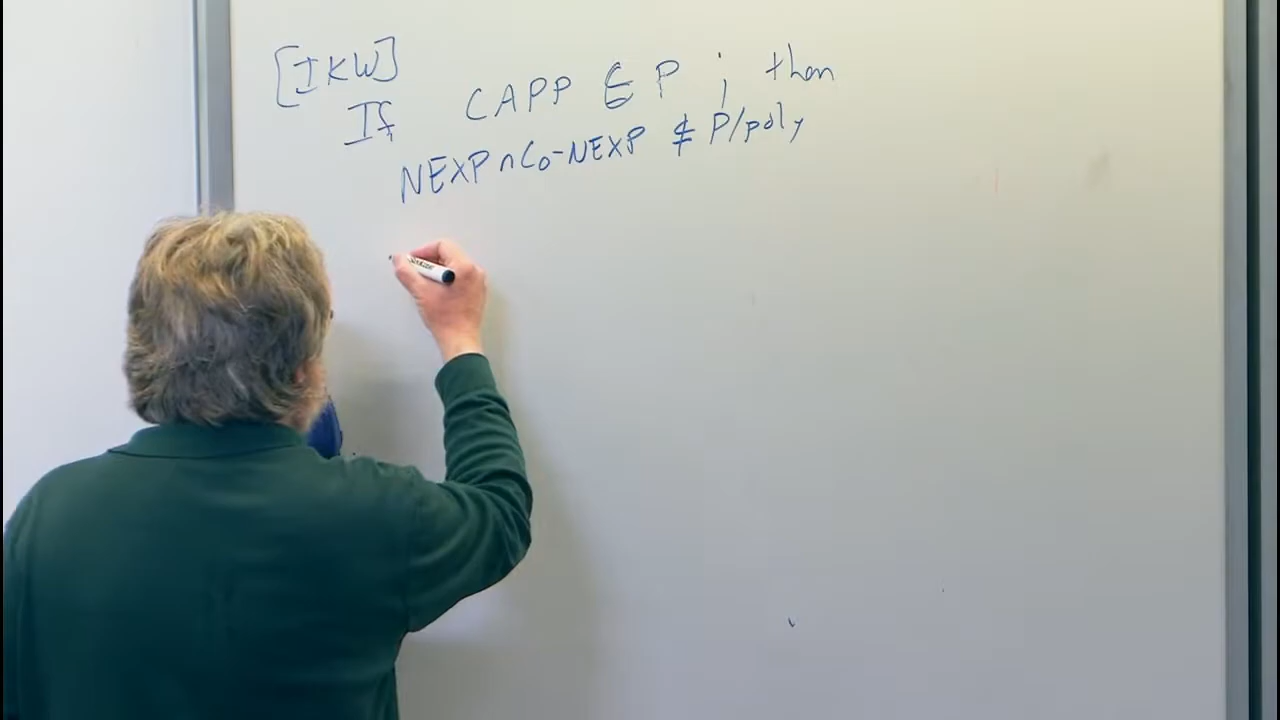 [IKW]
If CAPP ∈ P ; then
NEXP ∩ Co-NEXP ⊄ P/poly